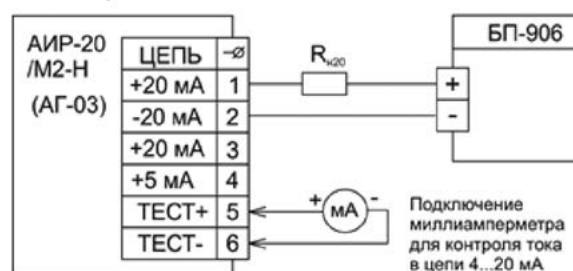 АИР-20
/М2-Н
(АГ-03)
ЦЕПЬ
+20 мА 1
-20 мА 2
+20 мА 3
+5 мА 4
ТЕСТ+ 5
ТЕСТ- 6
Rн20
БП-906
+
-
+ мА -
Подключение
миллиамперметра
для контроля тока
в цепи 4...20 мА